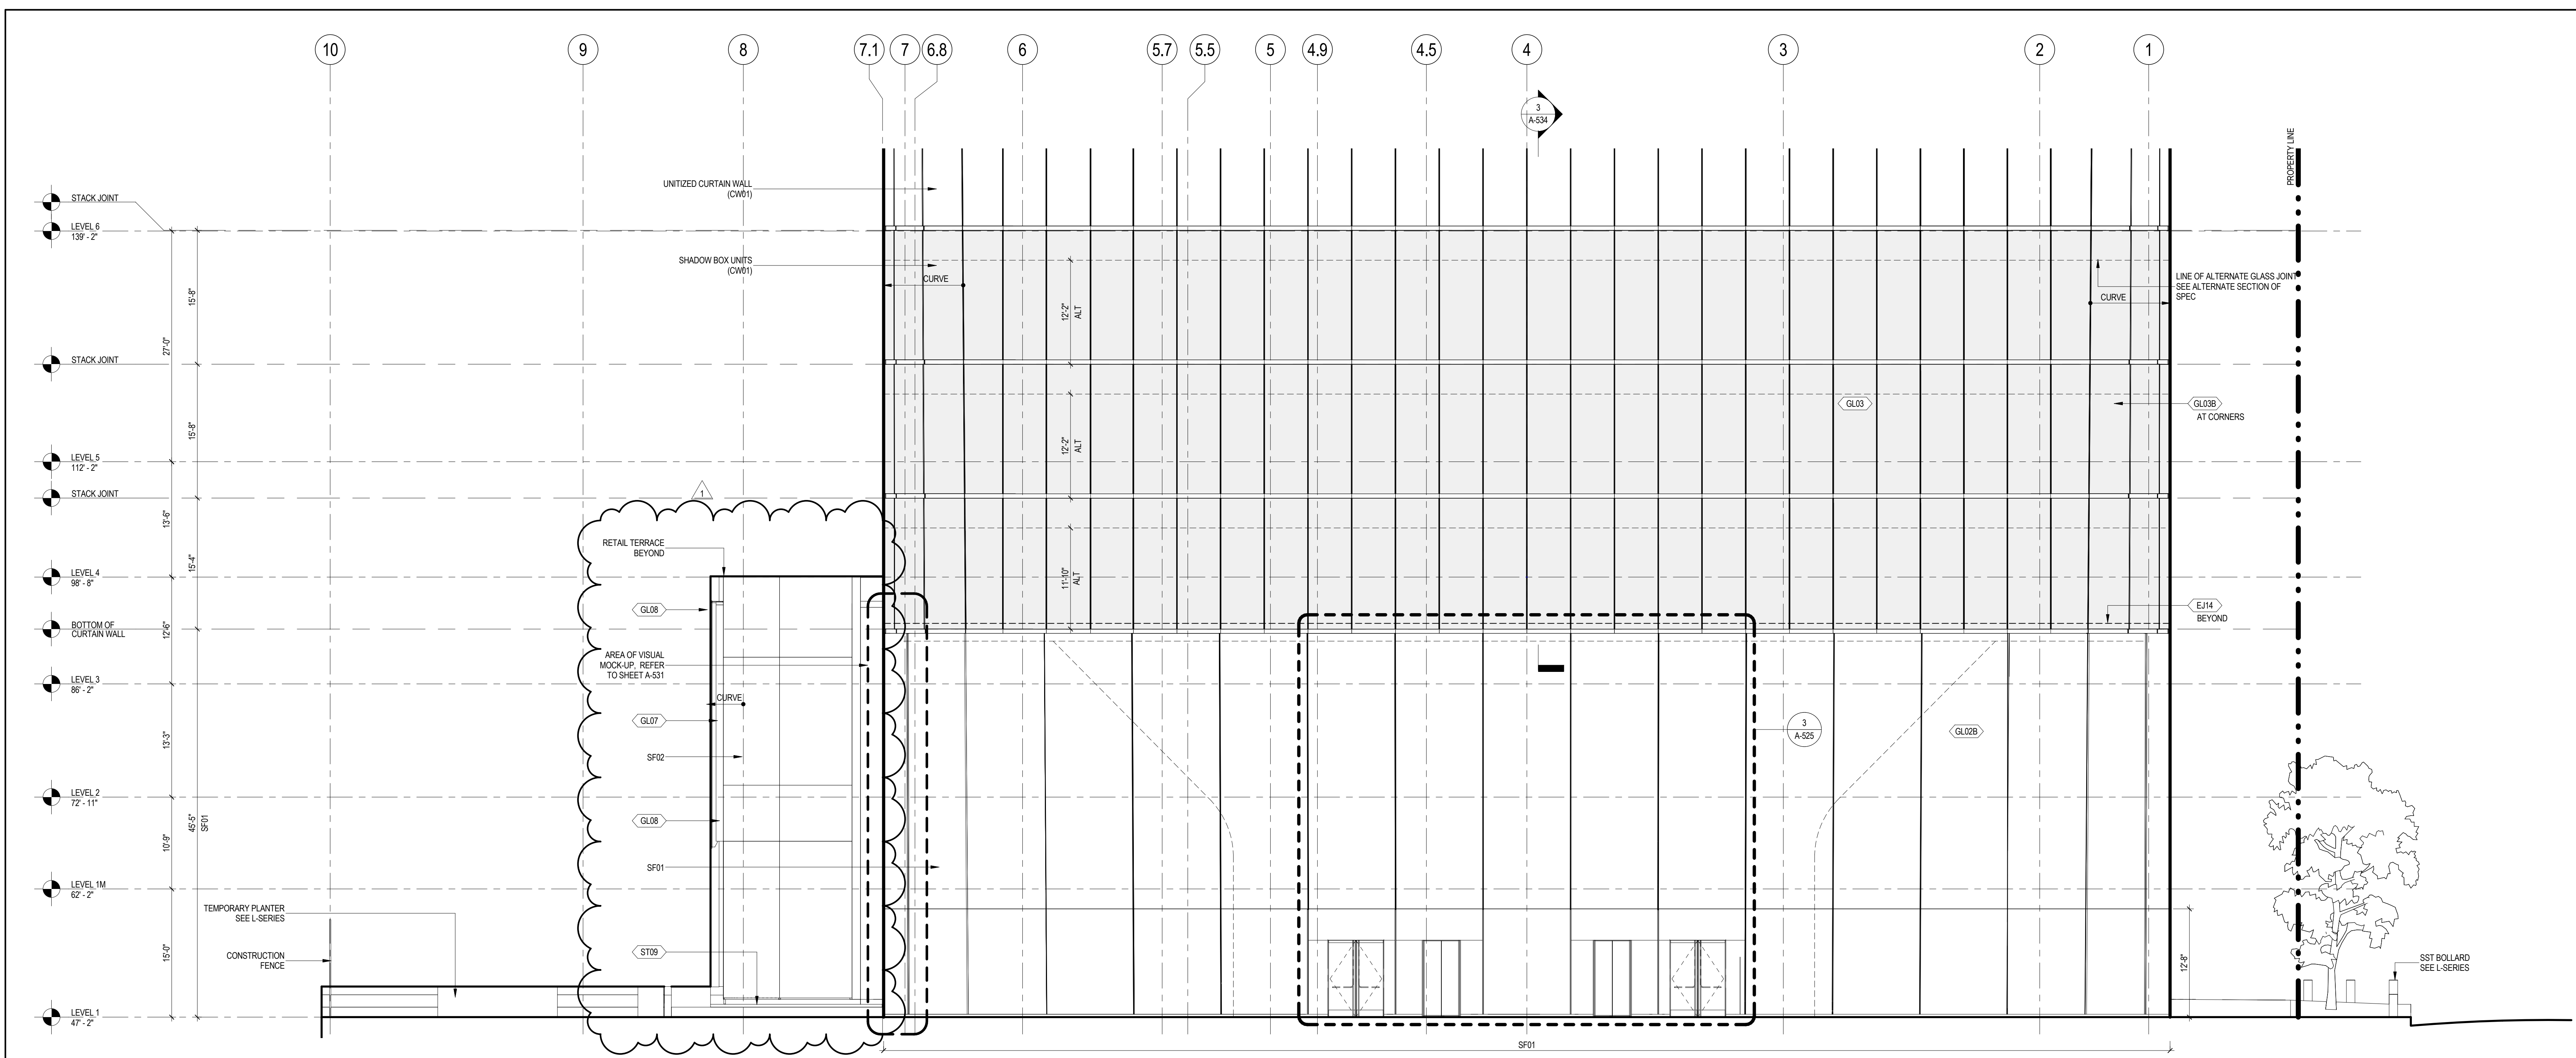 10
9
8
7.1
7
6.8
6
5.7
5.5
5
4.9
4.5
4
3
2
1
3
A-534
PROPERTY LINE
UNITIZED CURTAIN WALL
(CW01)
STACK JOINT
LEVEL 6
139' - 2"
SHADOW BOX UNITS
(CW01)
CURVE
LINE OF ALTERNATE GLASS JOINT
SEE ALTERNATE SECTION OF
SPEC
CURVE
15'-8"
12'-2"
ALT
27'-0"
STACK JOINT
GL03
GL03B
AT CORNERS
15'-8"
12'-2"
ALT
LEVEL 5
112' - 2"
STACK JOINT
1
13'-6"
RETAIL TERRACE
BEYOND
15'-4"
11'-10"
ALT
LEVEL 4
98' - 8"
GL08
EJ14
BEYOND
BOTTOM OF
CURTAIN WALL
12'-6"
AREA OF VISUAL
MOCK-UP, REFER
TO SHEET A-531
LEVEL 3
86' - 2"
CURVE
GL07
3
A-525
GL02B
13'-3"
SF02
LEVEL 2
72' - 11"
45'-5"
SF01
GL08
10'-9"
SF01
LEVEL 1M
62' - 2"
TEMPORARY PLANTER
SEE L-SERIES
CONSTRUCTION
FENCE
15'-0"
ST09
12'-8"
SST BOLLARD
SEE L-SERIES
LEVEL 1
47' - 2"
SF01